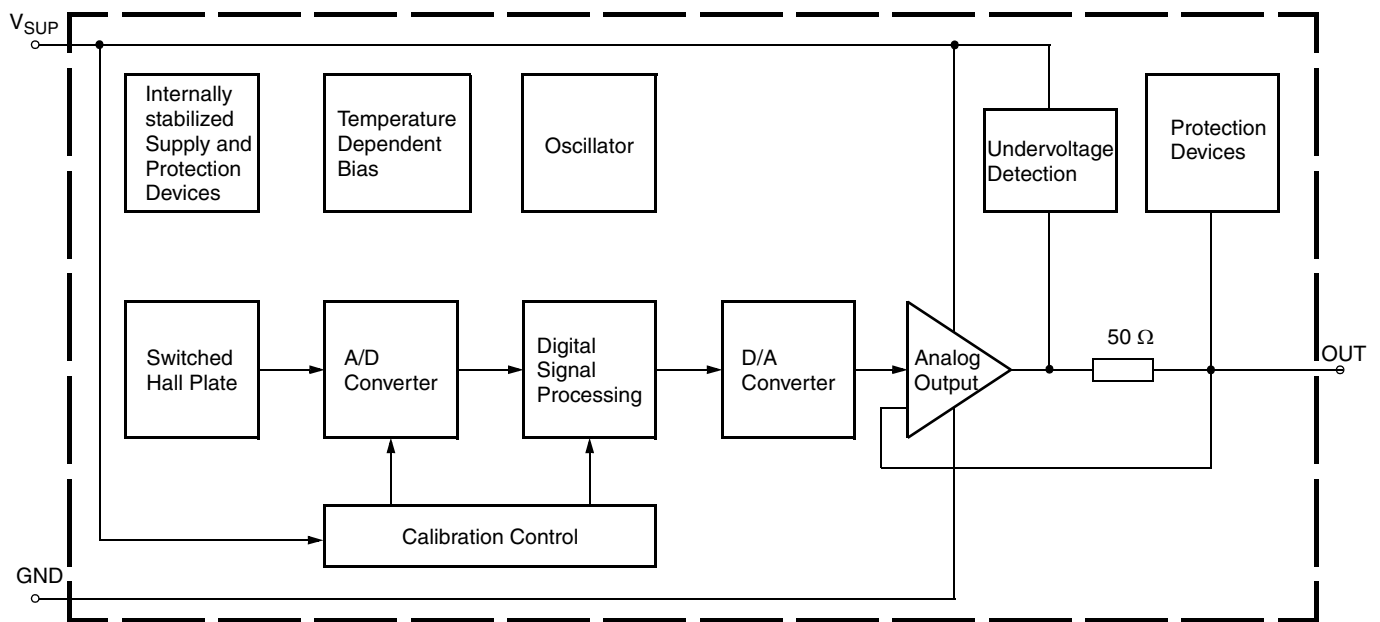 V_SUP
Internally
stabilized
Supply and
Protection
Devices
Temperature
Dependent
Bias
Oscillator
Undervoltage
Detection
Protection
Devices
Switched
Hall Plate
A/D
Converter
Digital
Signal
Processing
D/A
Converter
Analog
Output
50 Ω
OUT
Calibration Control
GND